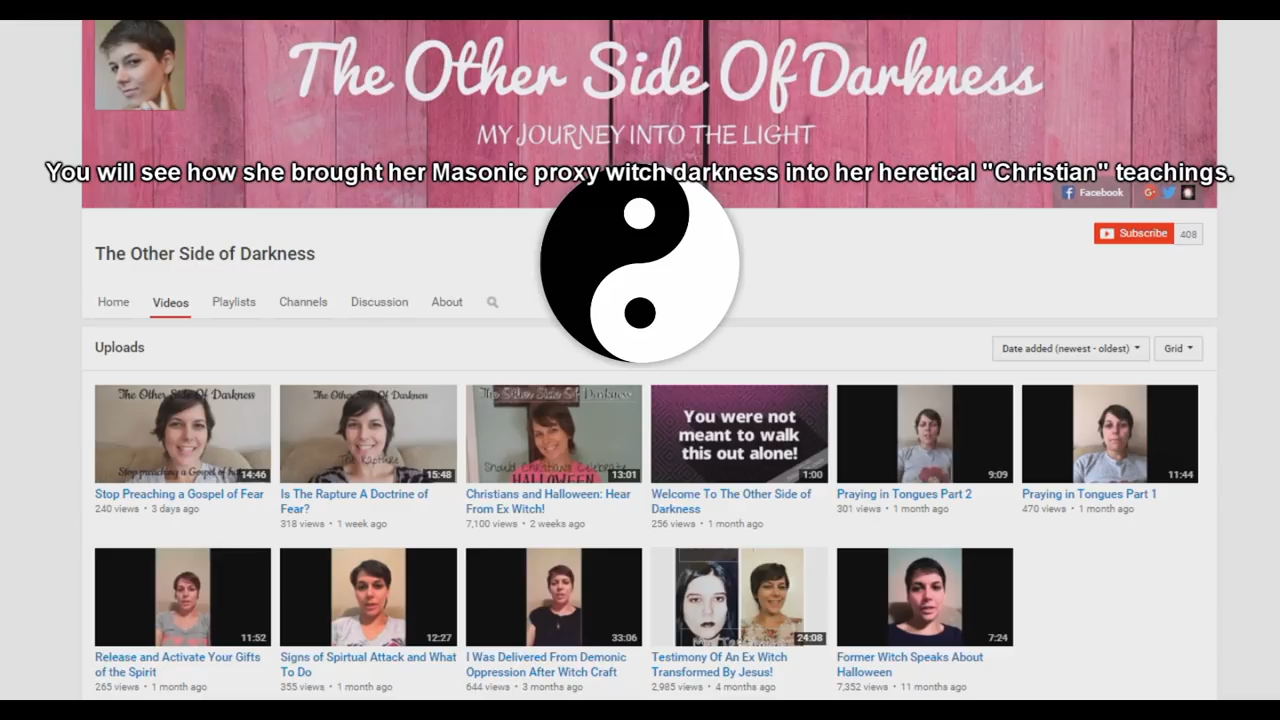 The Other Side Of Darkness
MY JOURNEY INTO THE LIGHT
You will see how she brought her Masonic proxy witch darkness into her heretical "Christian" teachings.
Facebook
Subscribe 408
The Other Side of Darkness
Home Videos Playlists Channels Discussion About
Uploads
Date added (newest - oldest) Grid
The Other Side Of Darkness
14:46
The Other Side Of Darkness
The Rapture
15:48
The Other Side Of Darkness
Should Christians Celebrate
HALLOWEEN
13:01
You were not
meant to walk
this out alone!
1:00
9:09
11:44
Stop Preaching a Gospel of Fear
240 views • 3 days ago
Is The Rapture A Doctrine of
Fear?
318 views • 1 week ago
Christians and Halloween: Hear
From Ex Witch!
7,100 views • 2 weeks ago
Welcome To The Other Side of
Darkness
256 views • 1 month ago
Praying in Tongues Part 2
301 views • 1 month ago
Praying in Tongues Part 1
470 views • 1 month ago
11:52
12:27
33:06
24:08
7:24
Release and Activate Your Gifts
of the Spirit
265 views • 1 month ago
Signs of Spirtual Attack and What
To Do
355 views • 1 month ago
I Was Delivered From Demonic
Oppression After Witch Craft
644 views • 3 months ago
Testimony Of An Ex Witch
Transformed By Jesus!
2,985 views • 4 months ago
Former Witch Speaks About
Halloween
7,352 views • 11 months ago